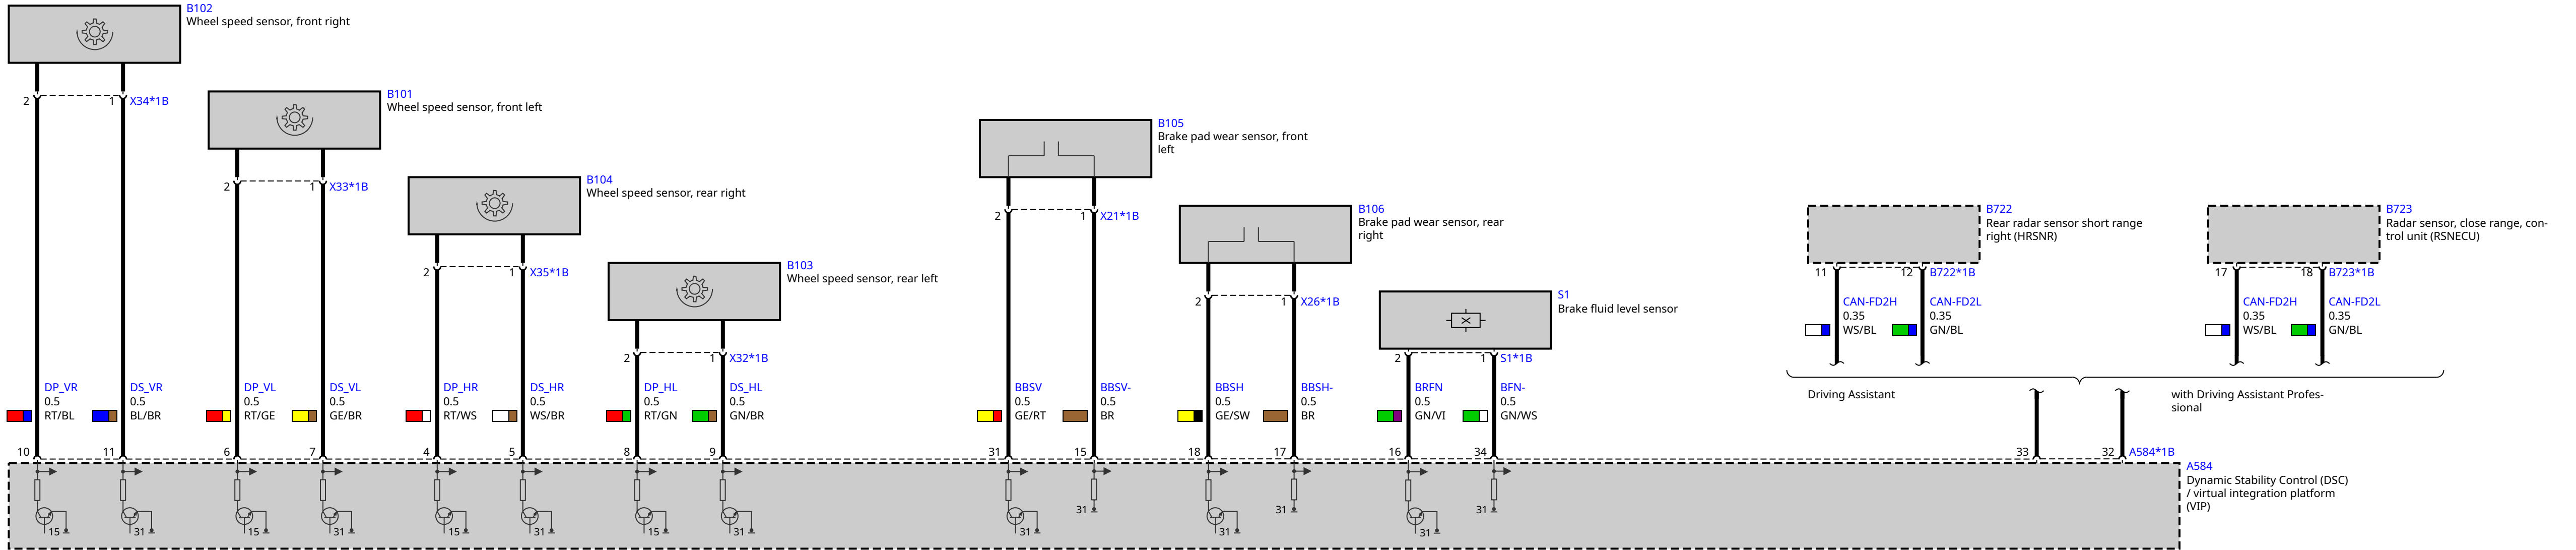 B102
Wheel speed sensor, front right
2
1
X34*1B
B101
Wheel speed sensor, front left
2
1
X33*1B
B104
Wheel speed sensor, rear right
2
1
X35*1B
B103
Wheel speed sensor, rear left
2
1
X32*1B
B105
Brake pad wear sensor, front
left
2
1
X21*1B
B106
Brake pad wear sensor, rear
right
2
1
X26*1B
S1
Brake fluid level sensor
2
1
S1*1B
B722
Rear radar sensor short range
right (HRSNR)
11
12
B722*1B
CAN-FD2H
0.35
WS/BL
CAN-FD2L
0.35
GN/BL
B723
Radar sensor, close range, con-
trol unit (RSNECU)
17
18
B723*1B
CAN-FD2H
0.35
WS/BL
CAN-FD2L
0.35
GN/BL
Driving Assistant
with Driving Assistant Profes-
sional
DP_VR
0.5
RT/BL
DS_VR
0.5
BL/BR
DP_VL
0.5
RT/GE
DS_VL
0.5
GE/BR
DP_HR
0.5
RT/WS
DS_HR
0.5
WS/BR
DP_HL
0.5
RT/GN
DS_HL
0.5
GN/BR
BBSV
0.5
GE/RT
BBSV-
0.5
BR
BBSH
0.5
GE/SW
BBSH-
0.5
BR
BRFN
0.5
GN/VI
BFN-
0.5
GN/WS
10
11
6
7
4
5
8
9
31
15
18
17
16
34
33
32
A584*1B
A584
Dynamic Stability Control (DSC)
/ virtual integration platform
(VIP)
15
31
15
31
15
31
15
31
31
31
31
31
31
31